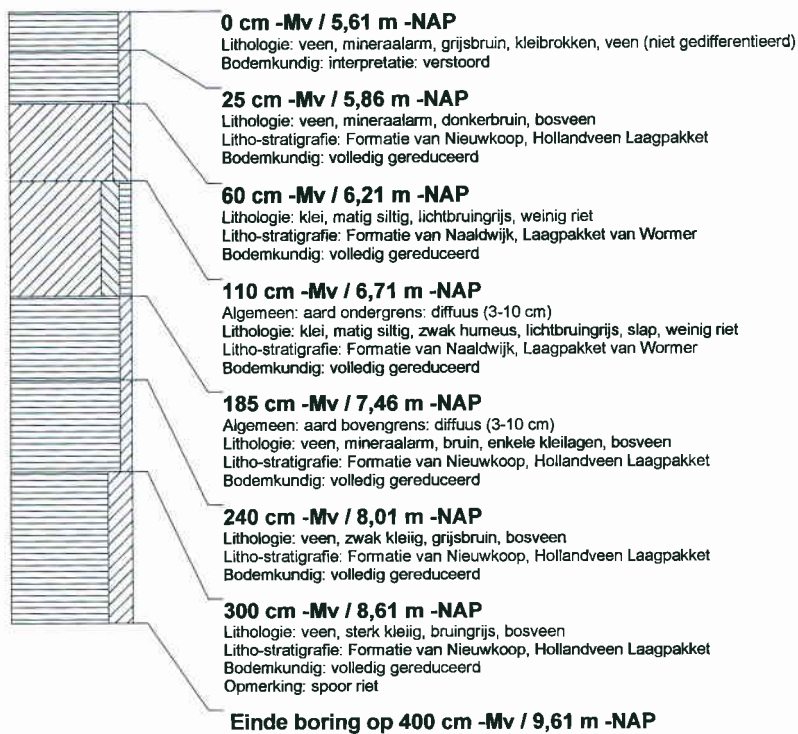 0 cm -Mv / 5,61 m -NAP
Lithologie: veen, mineraalarm, grijsbruin, kleibrokken, veen (niet gedifferentieerd)
Bodemkundig: interpretatie: verstoord
25 cm -Mv / 5,86 m -NAP
Lithologie: veen, mineraalarm, donkerbruin, bosveen
Litho-stratigrafie: Formatie van Nieuwkoop, Hollandveen Laagpakket
Bodemkundig: volledig gereduceerd
60 cm -Mv / 6,21 m -NAP
Lithologie: klei, matig siltig, lichtbruingrijs, weinig riet
Litho-stratigrafie: Formatie van Naaldwijk, Laagpakket van Wormer
Bodemkundig: volledig gereduceerd
110 cm -Mv / 6,71 m -NAP
Algemeen: aard ondergrens: diffuus (3-10 cm)
Lithologie: klei, matig siltig, zwak humeus, lichtbruingrijs, slap, weinig riet
Litho-stratigrafie: Formatie van Naaldwijk, Laagpakket van Wormer
Bodemkundig: volledig gereduceerd
185 cm -Mv / 7,46 m -NAP
Algemeen: aard bovengrens: diffuus (3-10 cm)
Lithologie: veen, mineraalarm, bruin, enkele kleilagen, bosveen
Litho-stratigrafie: Formatie van Nieuwkoop, Hollandveen Laagpakket
Bodemkundig: volledig gereduceerd
240 cm -Mv / 8,01 m -NAP
Lithologie: veen, zwak kleiig, grijsbruin, bosveen
Litho-stratigrafie: Formatie van Nieuwkoop, Hollandveen Laagpakket
Bodemkundig: volledig gereduceerd
300 cm -Mv / 8,61 m -NAP
Lithologie: veen, sterk kleiig, bruingrijs, bosveen
Litho-stratigrafie: Formatie van Nieuwkoop, Hollandveen Laagpakket
Bodemkundig: volledig gereduceerd
Opmerking: spoor riet
Einde boring op 400 cm -Mv / 9,61 m -NAP